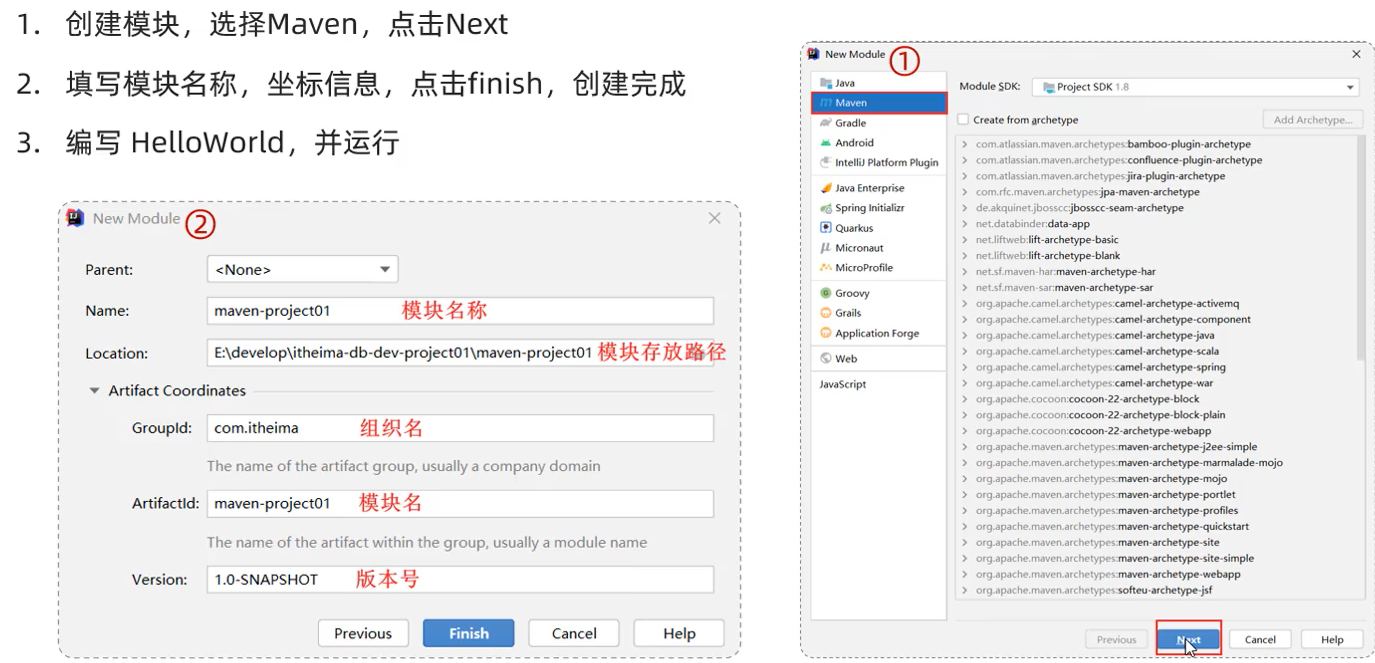 1. 创建模块，选择Maven，点击Next
2. 填写模块名称，坐标信息，点击finish，创建完成
3. 编写 HelloWorld，并运行
New Module ②
Parent: <None>
Name: maven-project01 模块名称
Location: E:\develop\itheima-db-dev-project01\maven-project01 模块存放路径
Artifact Coordinates
GroupId: com.itheima 组织名
The name of the artifact group, usually a company domain
ArtifactId: maven-project01 模块名
The name of the artifact within the group, usually a module name
Version: 1.0-SNAPSHOT 版本号
Previous Finish Cancel Help
New Module ①
Java
Maven
Gradle
Android
IntelliJ Platform Plugin
Java Enterprise
Spring Initializr
Quarkus
Micronaut
MicroProfile
Groovy
Grails
Application Forge
Web
JavaScript
Module SDK: Project SDK 1.8
Create from archetype Add Archetype...
com.atlassian.maven.archetypes:bamboo-plugin-archetype
com.atlassian.maven.archetypes:confluence-plugin-archetype
com.atlassian.maven.archetypes:jira-plugin-archetype
com.rfc.maven.archetypes:jpa-maven-archetype
de.akquinet.jbosscc:jbosscc-seam-archetype
net.databinder:data-app
net.liftweb:lift-archetype-basic
net.liftweb:lift-archetype-blank
net.sf.maven-har:maven-archetype-har
net.sf.maven-sar:maven-archetype-sar
org.apache.camel.archetypes:camel-archetype-activemq
org.apache.camel.archetypes:camel-archetype-component
org.apache.camel.archetypes:camel-archetype-java
org.apache.camel.archetypes:camel-archetype-scala
org.apache.camel.archetypes:camel-archetype-spring
org.apache.camel.archetypes:camel-archetype-war
org.apache.cocoon:cocoon-22-archetype-block
org.apache.cocoon:cocoon-22-archetype-block-plain
org.apache.cocoon:cocoon-22-archetype-webapp
org.apache.maven.archetypes:maven-archetype-j2ee-simple
org.apache.maven.archetypes:maven-archetype-marmalade-mojo
org.apache.maven.archetypes:maven-archetype-mojo
org.apache.maven.archetypes:maven-archetype-portlet
org.apache.maven.archetypes:maven-archetype-profiles
org.apache.maven.archetypes:maven-archetype-quickstart
org.apache.maven.archetypes:maven-archetype-site
org.apache.maven.archetypes:maven-archetype-site-simple
org.apache.maven.archetypes:maven-archetype-webapp
org.apache.maven.archetypes:softeu-archetype-jsf
Previous Next Cancel Help